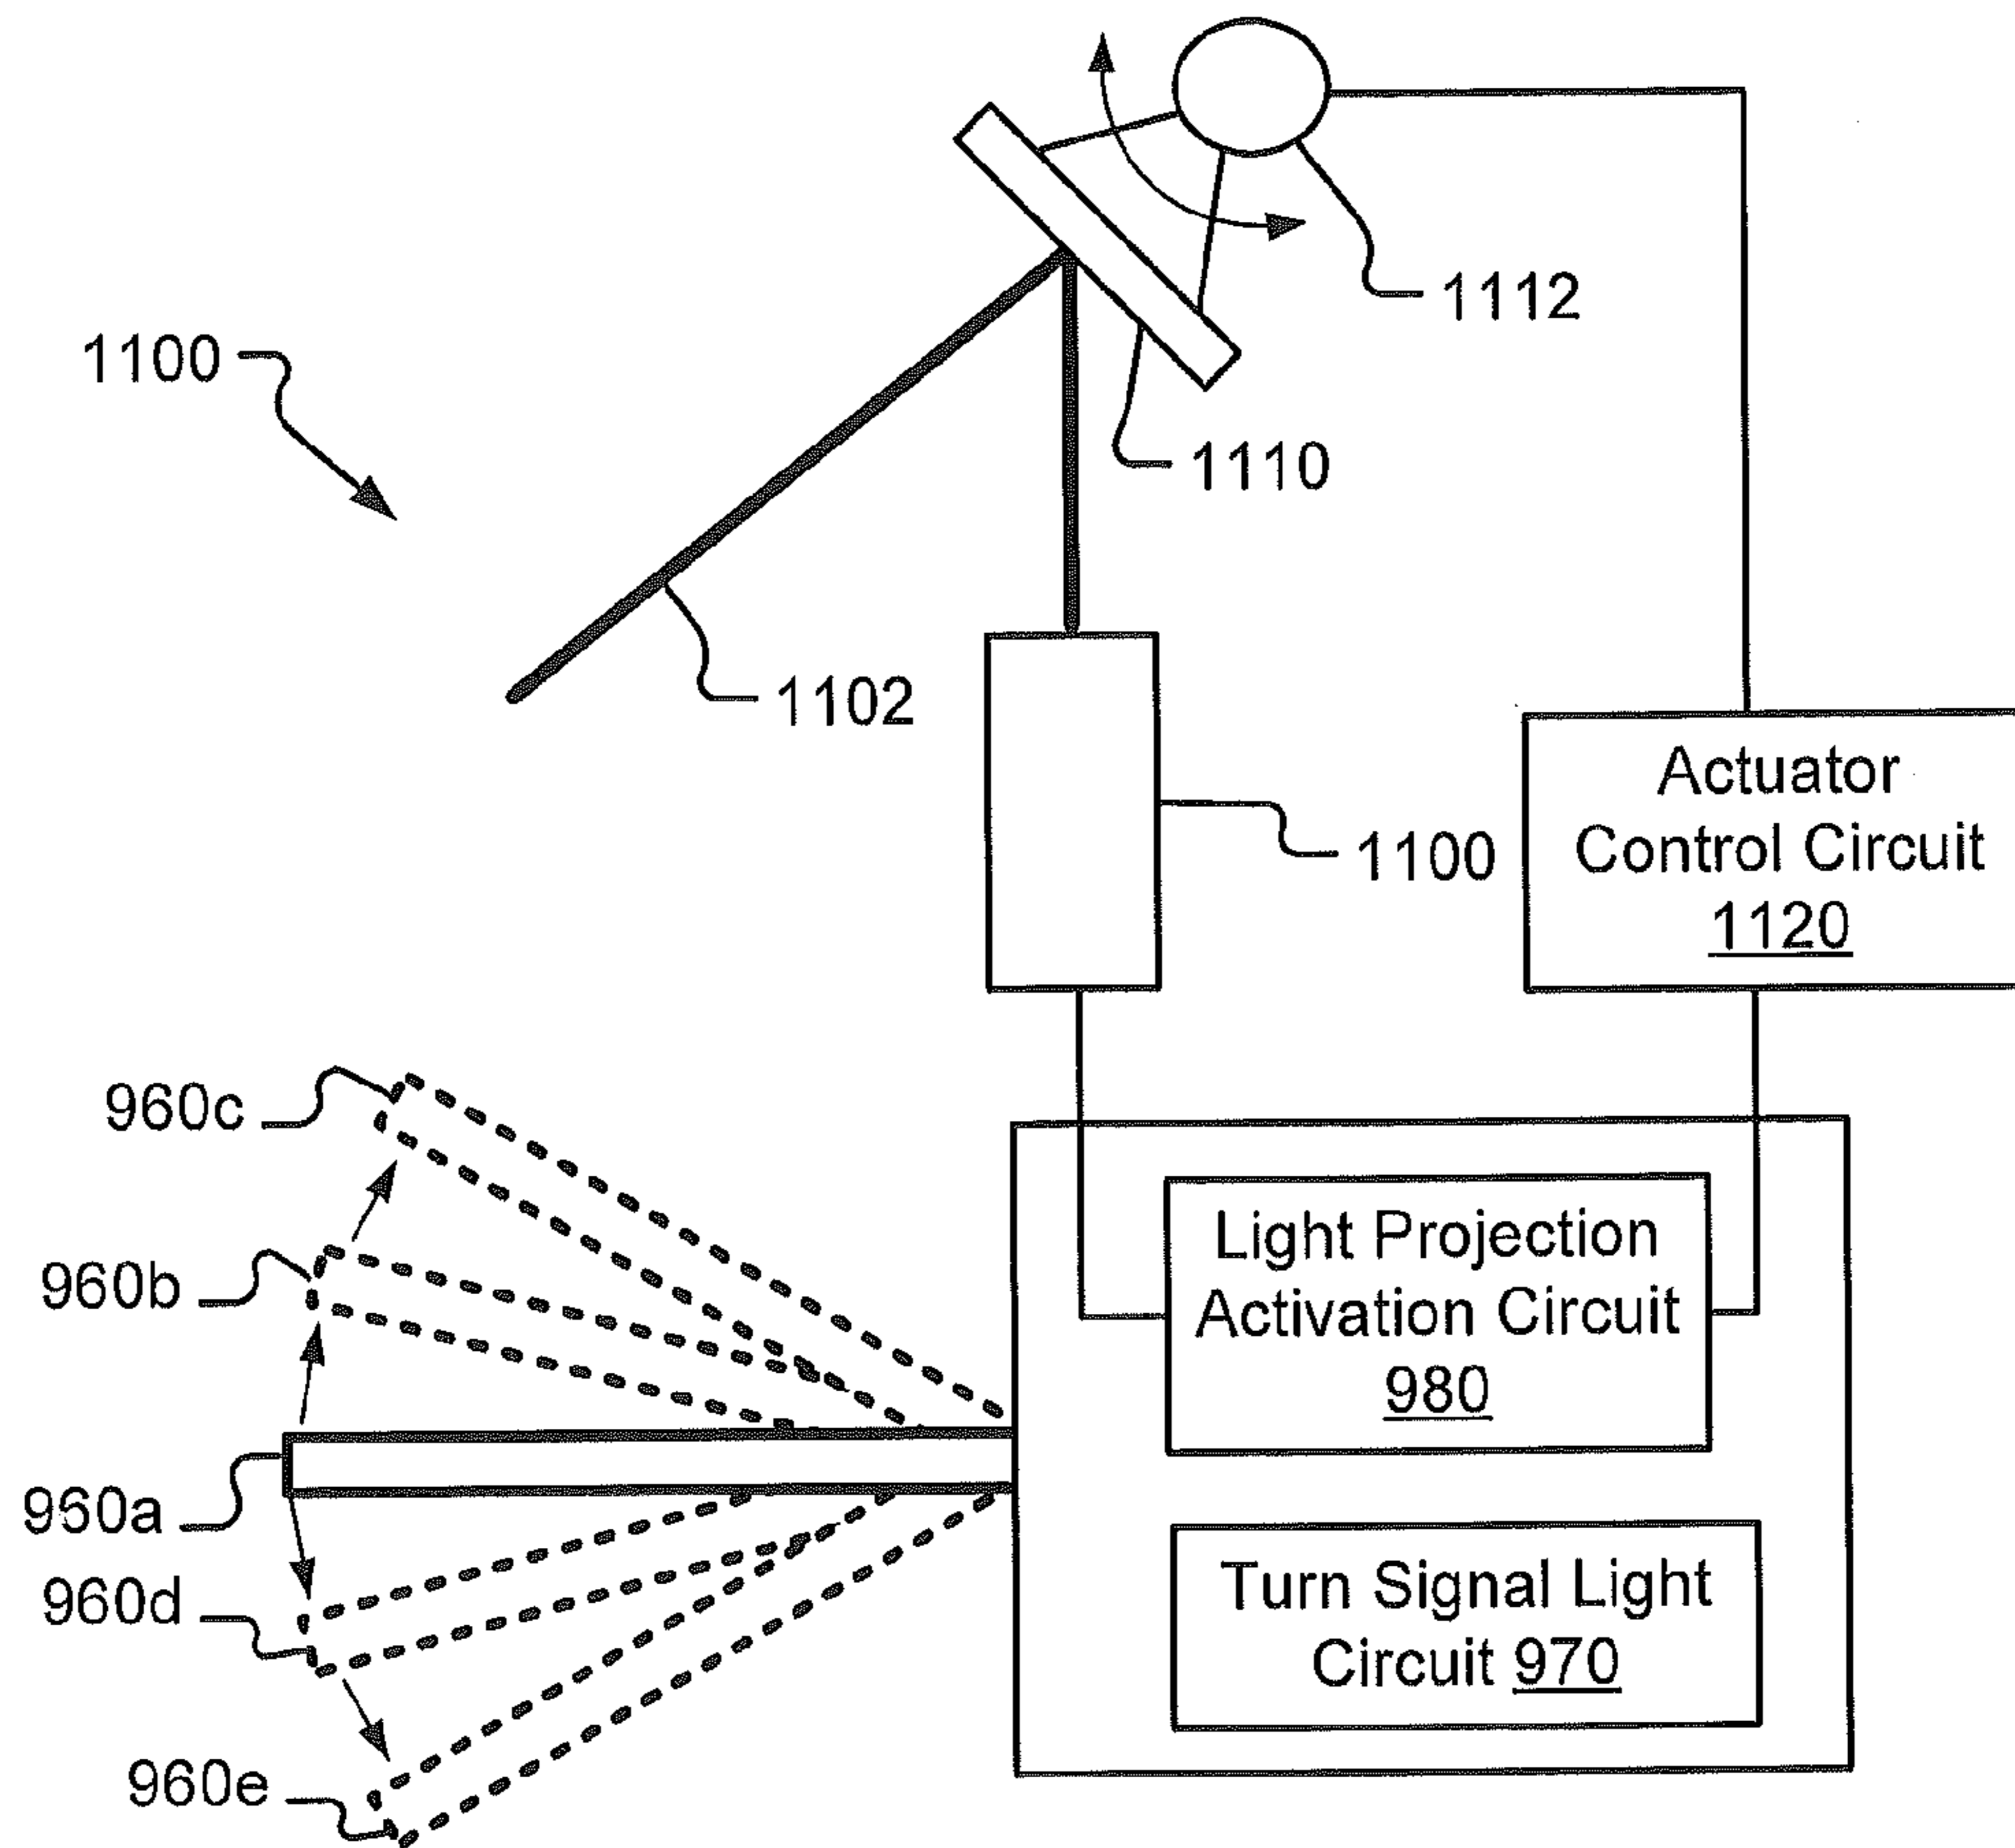 1112
1100
1110
1102
Actuator
Control Circuit
1120
1100
960c
Light Projection
Activation Circuit
980
960b
960a
Turn Signal Light
Circuit 970
960d
960e